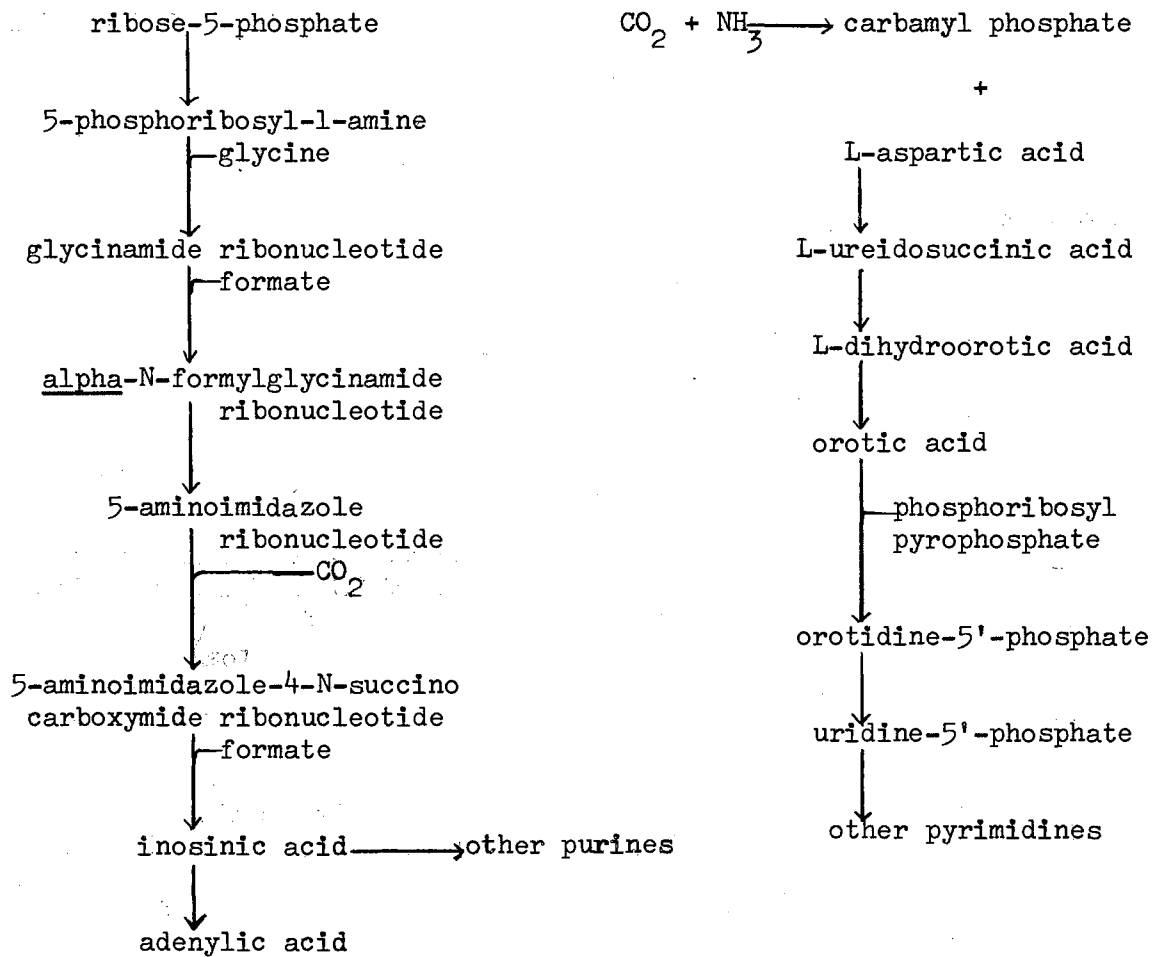 ribose-5-phosphate
5-phosphoribosyl-1-amine
glycine
glycinamide ribonucleotide
formate
alpha-N-formylglycinamide
ribonucleotide
5-aminoimidazole
ribonucleotide
CO2
5-aminoimidazole-4-N-succino
carboxymide ribonucleotide
formate
inosinic acid
other purines
adenylic acid
CO2 + NH3
carbamyl phosphate
+
L-aspartic acid
L-ureidosuccinic acid
L-dihydroorotic acid
orotic acid
phosphoribosyl
pyrophosphate
orotidine-5'-phosphate
uridine-5'-phosphate
other pyrimidines